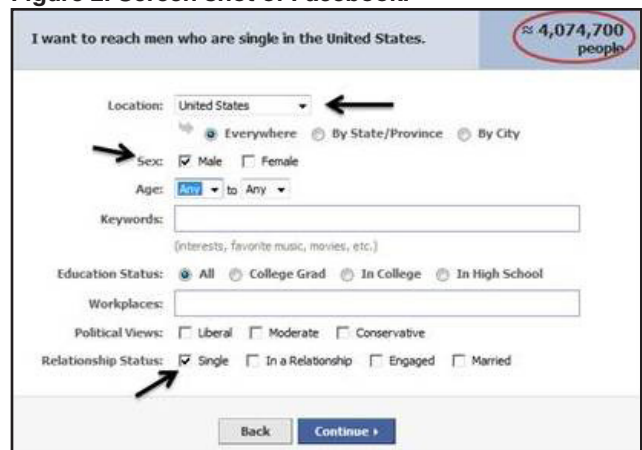 Figure 2. Screen shot of Facebook.
I want to reach men who are single in the United States.
≈ 4,074,700
people
Location: United States
Everywhere By State/Province By City
Sex: Male Female
Age: Any to Any
Keywords:
(interests, favorite music, movies, etc.)
Education Status: All College Grad In College In High School
Workplaces:
Political Views: Liberal Moderate Conservative
Relationship Status: Single In a Relationship Engaged Married
Back Continue